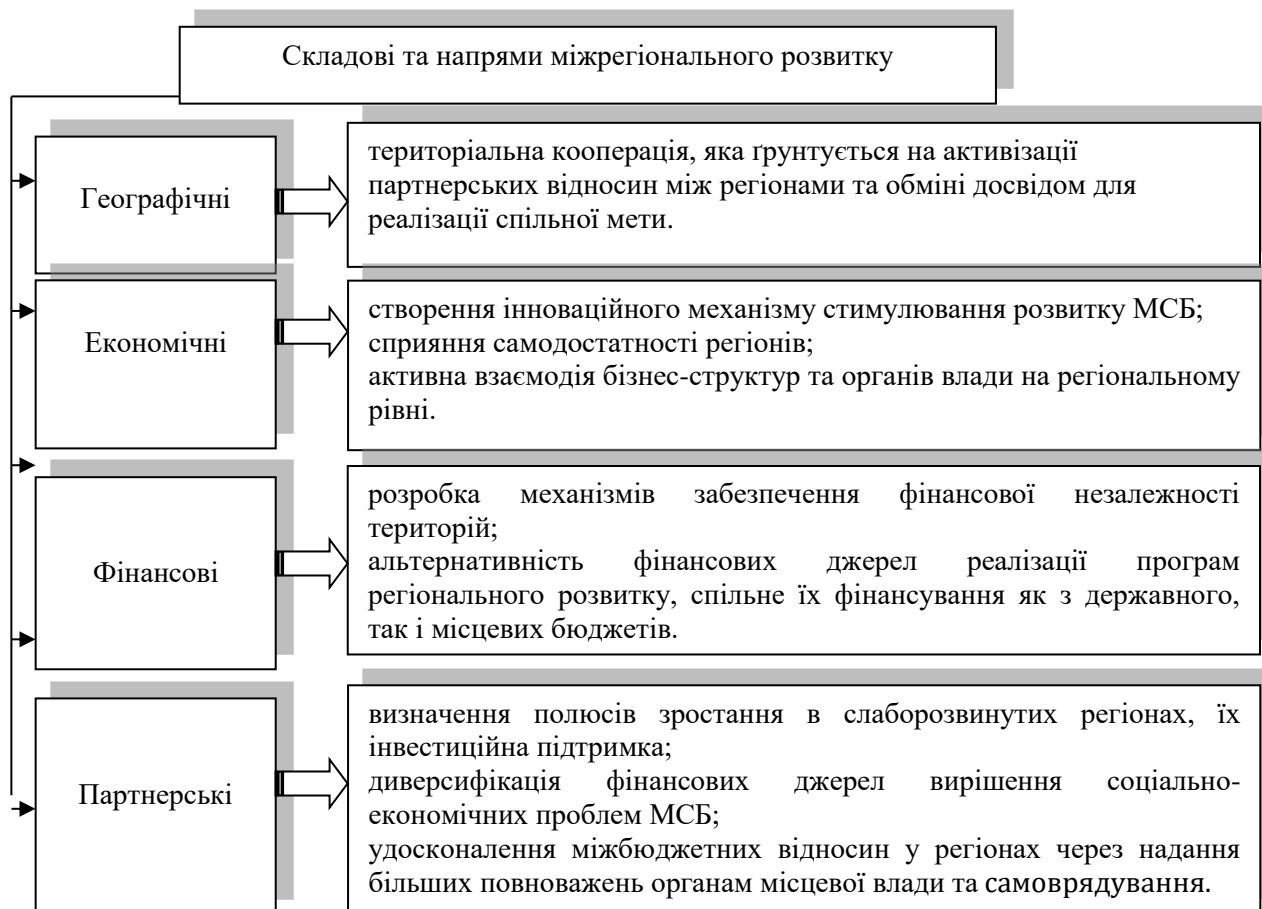 Складові та напрями міжрегіонального розвитку
Географічні
територіальна кооперація, яка ґрунтується на активізації
партнерських відносин між регіонами та обміні досвідом для
реалізації спільної мети.
Економічні
створення інноваційного механізму стимулювання розвитку МСБ;
сприяння самодостатності регіонів;
активна взаємодія бізнес-структур та органів влади на регіональному
рівні.
Фінансові
розробка механізмів забезпечення фінансової незалежності
територій;
альтернативність фінансових джерел реалізації програм
регіонального розвитку, спільне їх фінансування як з державного,
так і місцевих бюджетів.
Партнерські
визначення полюсів зростання в слаборозвинутих регіонах, їх
інвестиційна підтримка;
диверсифікація фінансових джерел вирішення соціально-
економічних проблем МСБ;
удосконалення міжбюджетних відносин у регіонах через надання
більших повноважень органам місцевої влади та самоврядування.